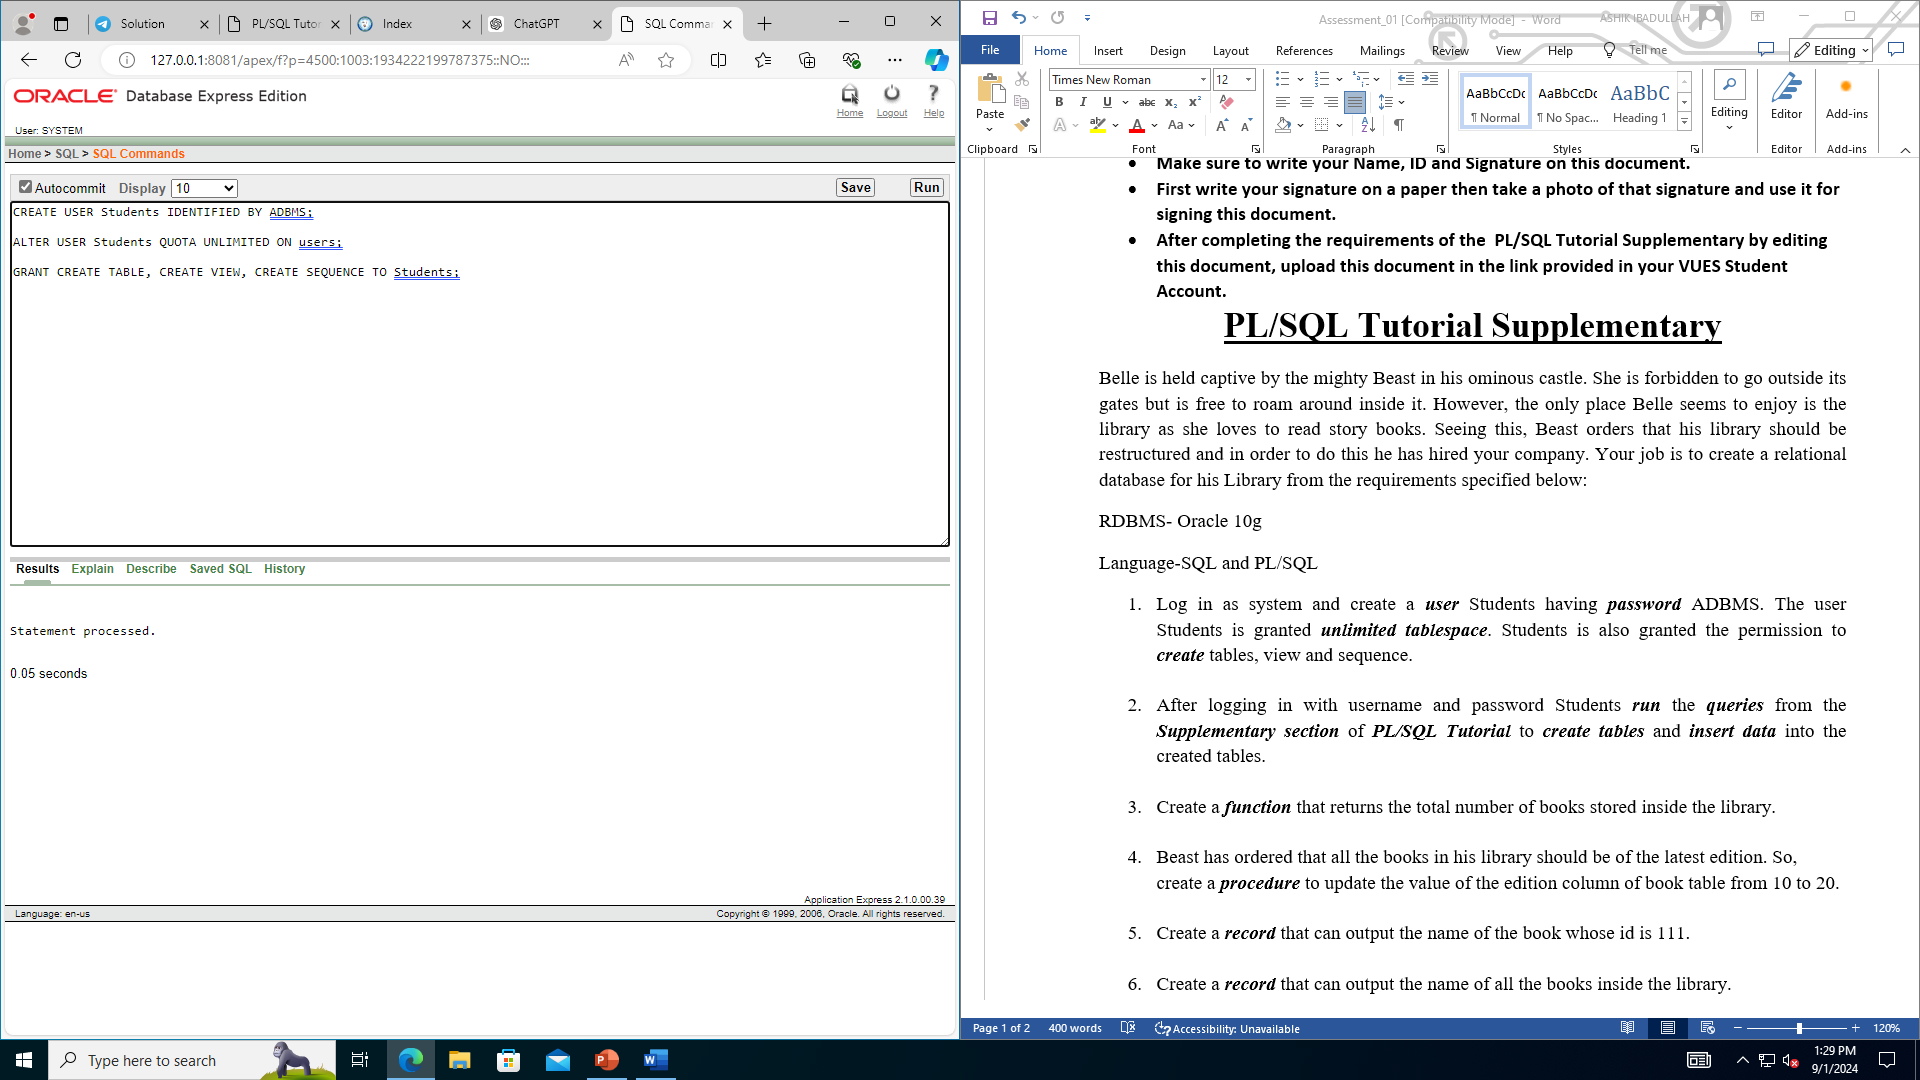 Solution
PL/SQL Tutor
Index
ChatGPT
SQL Comma
127.0.0.1:8081/apex/f?p=4500:1003:1934222199787375::NO:::
ORACLE Database Express Edition
Home
Logout
Help
User: SYSTEM
Home > SQL > SQL Commands
Autocommit Display 10
Save
Run
CREATE USER Students IDENTIFIED BY ADBMS;
ALTER USER Students QUOTA UNLIMITED ON users;
GRANT CREATE TABLE, CREATE VIEW, CREATE SEQUENCE TO Students;
Results Explain Describe Saved SQL History
Statement processed.
0.05 seconds
Application Express 2.1.0.00.39
Language: en-us
Copyright © 1999, 2006, Oracle. All rights reserved.
Assessment_01 [Compatibility Mode] - Word
ASHIK IBADULLAH
File Home Insert Design Layout References Mailings Review View Help Tell me
Editing
Times New Roman
12
Paste
AaBbCcDc AaBbCcDc AaBbC
¶ Normal ¶ No Spac... Heading 1
Editing
Editor
Add-ins
Clipboard Font Paragraph Styles Editor Add-ins
• Make sure to write your Name, ID and Signature on this document.
• First write your signature on a paper then take a photo of that signature and use it for
signing this document.
• After completing the requirements of the PL/SQL Tutorial Supplementary by editing
this document, upload this document in the link provided in your VUES Student
Account.
PL/SQL Tutorial Supplementary
Belle is held captive by the mighty Beast in his ominous castle. She is forbidden to go outside its
gates but is free to roam around inside it. However, the only place Belle seems to enjoy is the
library as she loves to read story books. Seeing this, Beast orders that his library should be
restructured and in order to do this he has hired your company. Your job is to create a relational
database for his Library from the requirements specified below:
RDBMS- Oracle 10g
Language-SQL and PL/SQL
1. Log in as system and create a user Students having password ADBMS. The user
Students is granted unlimited tablespace. Students is also granted the permission to
create tables, view and sequence.
2. After logging in with username and password Students run the queries from the
Supplementary section of PL/SQL Tutorial to create tables and insert data into the
created tables.
3. Create a function that returns the total number of books stored inside the library.
4. Beast has ordered that all the books in his library should be of the latest edition. So,
create a procedure to update the value of the edition column of book table from 10 to 20.
5. Create a record that can output the name of the book whose id is 111.
6. Create a record that can output the name of all the books inside the library.
Page 1 of 2 400 words Accessibility: Unavailable
120%
Type here to search
1:29 PM
9/1/2024